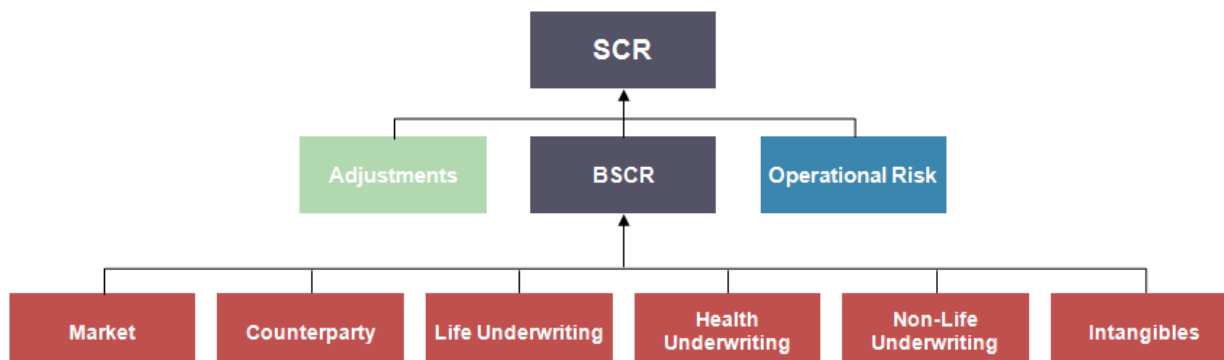 SCR
Adjustments
BSCR
Operational Risk
Market
Counterparty
Life Underwriting
Health
Underwriting
Non-Life
Underwriting
Intangibles